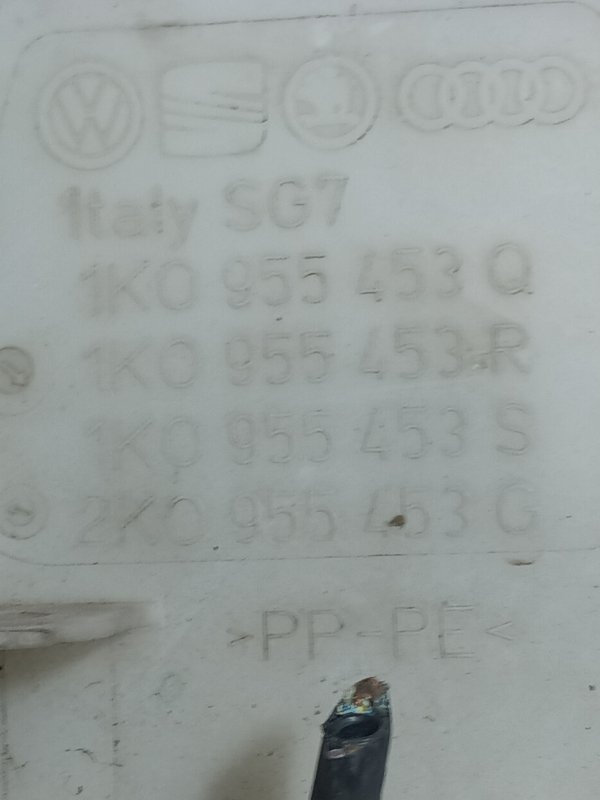 Italy SG7
1K0 955 453 Q
1K0 955 453 R
1K0 955 453 S
2K0 955 453 G
>PP-PE<